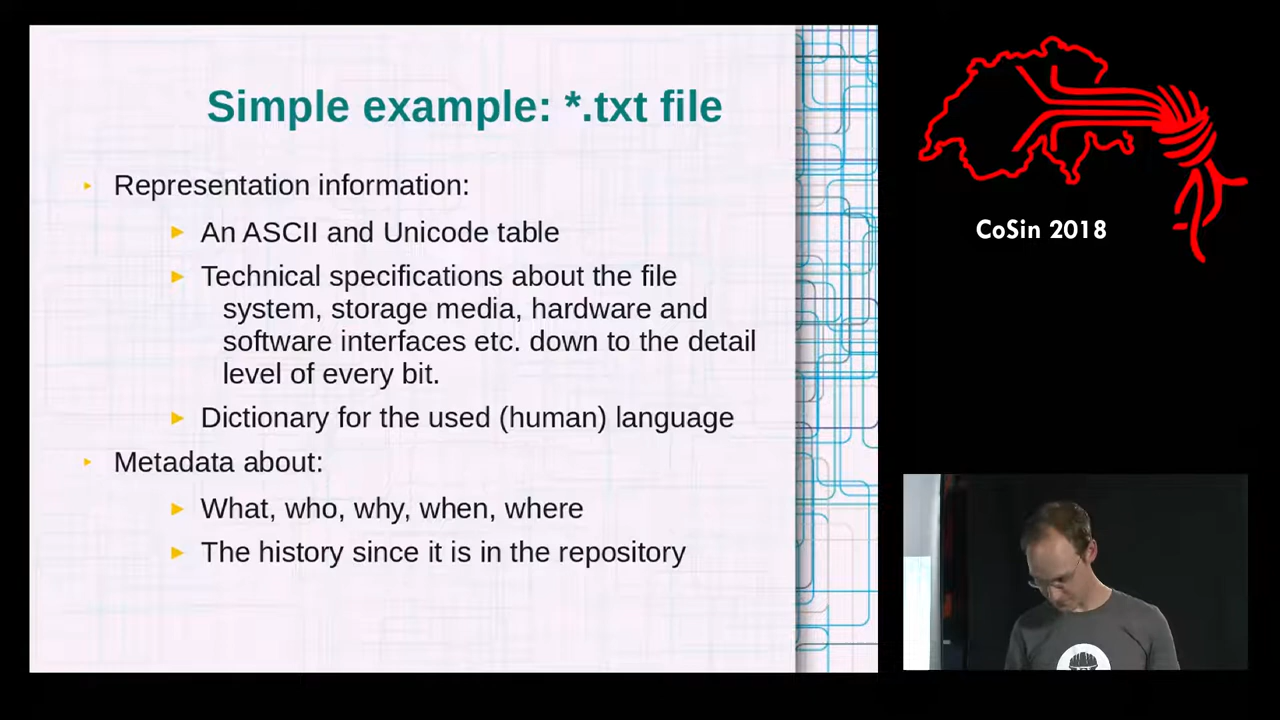 Simple example: *.txt file
Representation information:
An ASCII and Unicode table
Technical specifications about the file
system, storage media, hardware and
software interfaces etc. down to the detail
level of every bit.
Dictionary for the used (human) language
Metadata about:
What, who, why, when, where
The history since it is in the repository
CoSin 2018